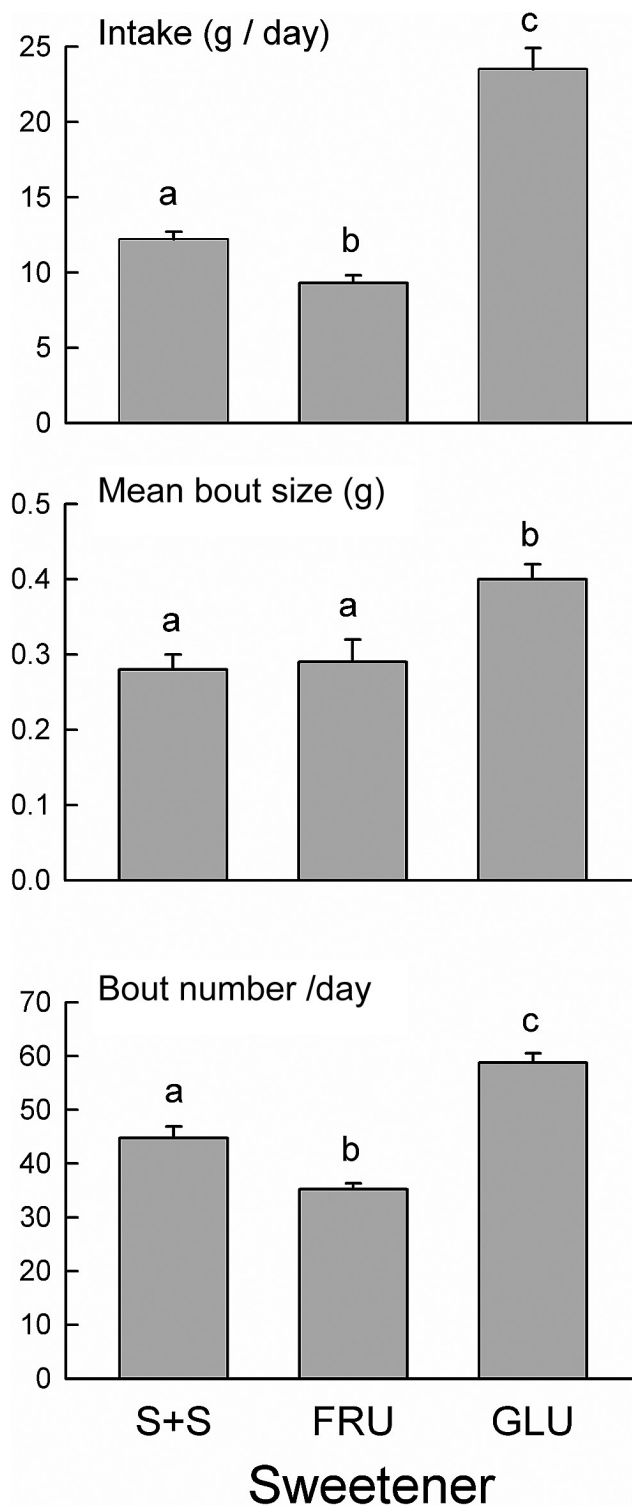 Intake (g / day)
25
20
15
10
5
0
a
b
c
Mean bout size (g)
0.5
0.4
0.3
0.2
0.1
0.0
a
a
b
Bout number /day
70
60
50
40
30
20
10
0
a
b
c
S+S FRU GLU
Sweetener